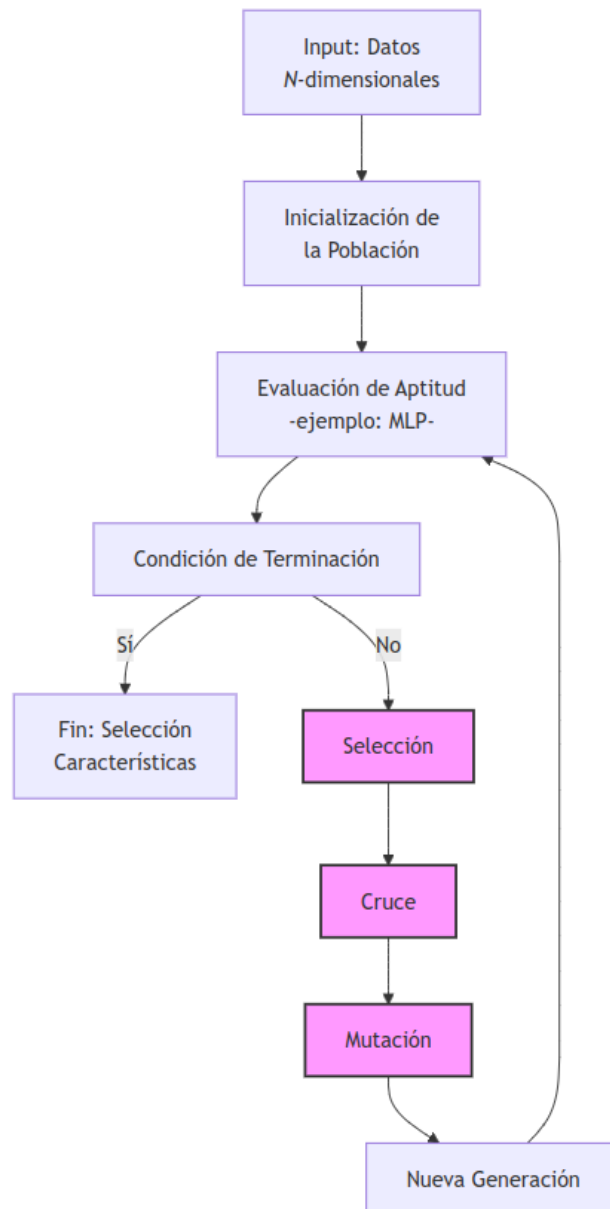 Input: Datos
N-dimensionales
Inicialización de
la Población
Evaluación de Aptitud
-ejemplo: MLP-
Condición de Terminación
Sí
No
Fin: Selección
Características
Selección
Cruce
Mutación
Nueva Generación